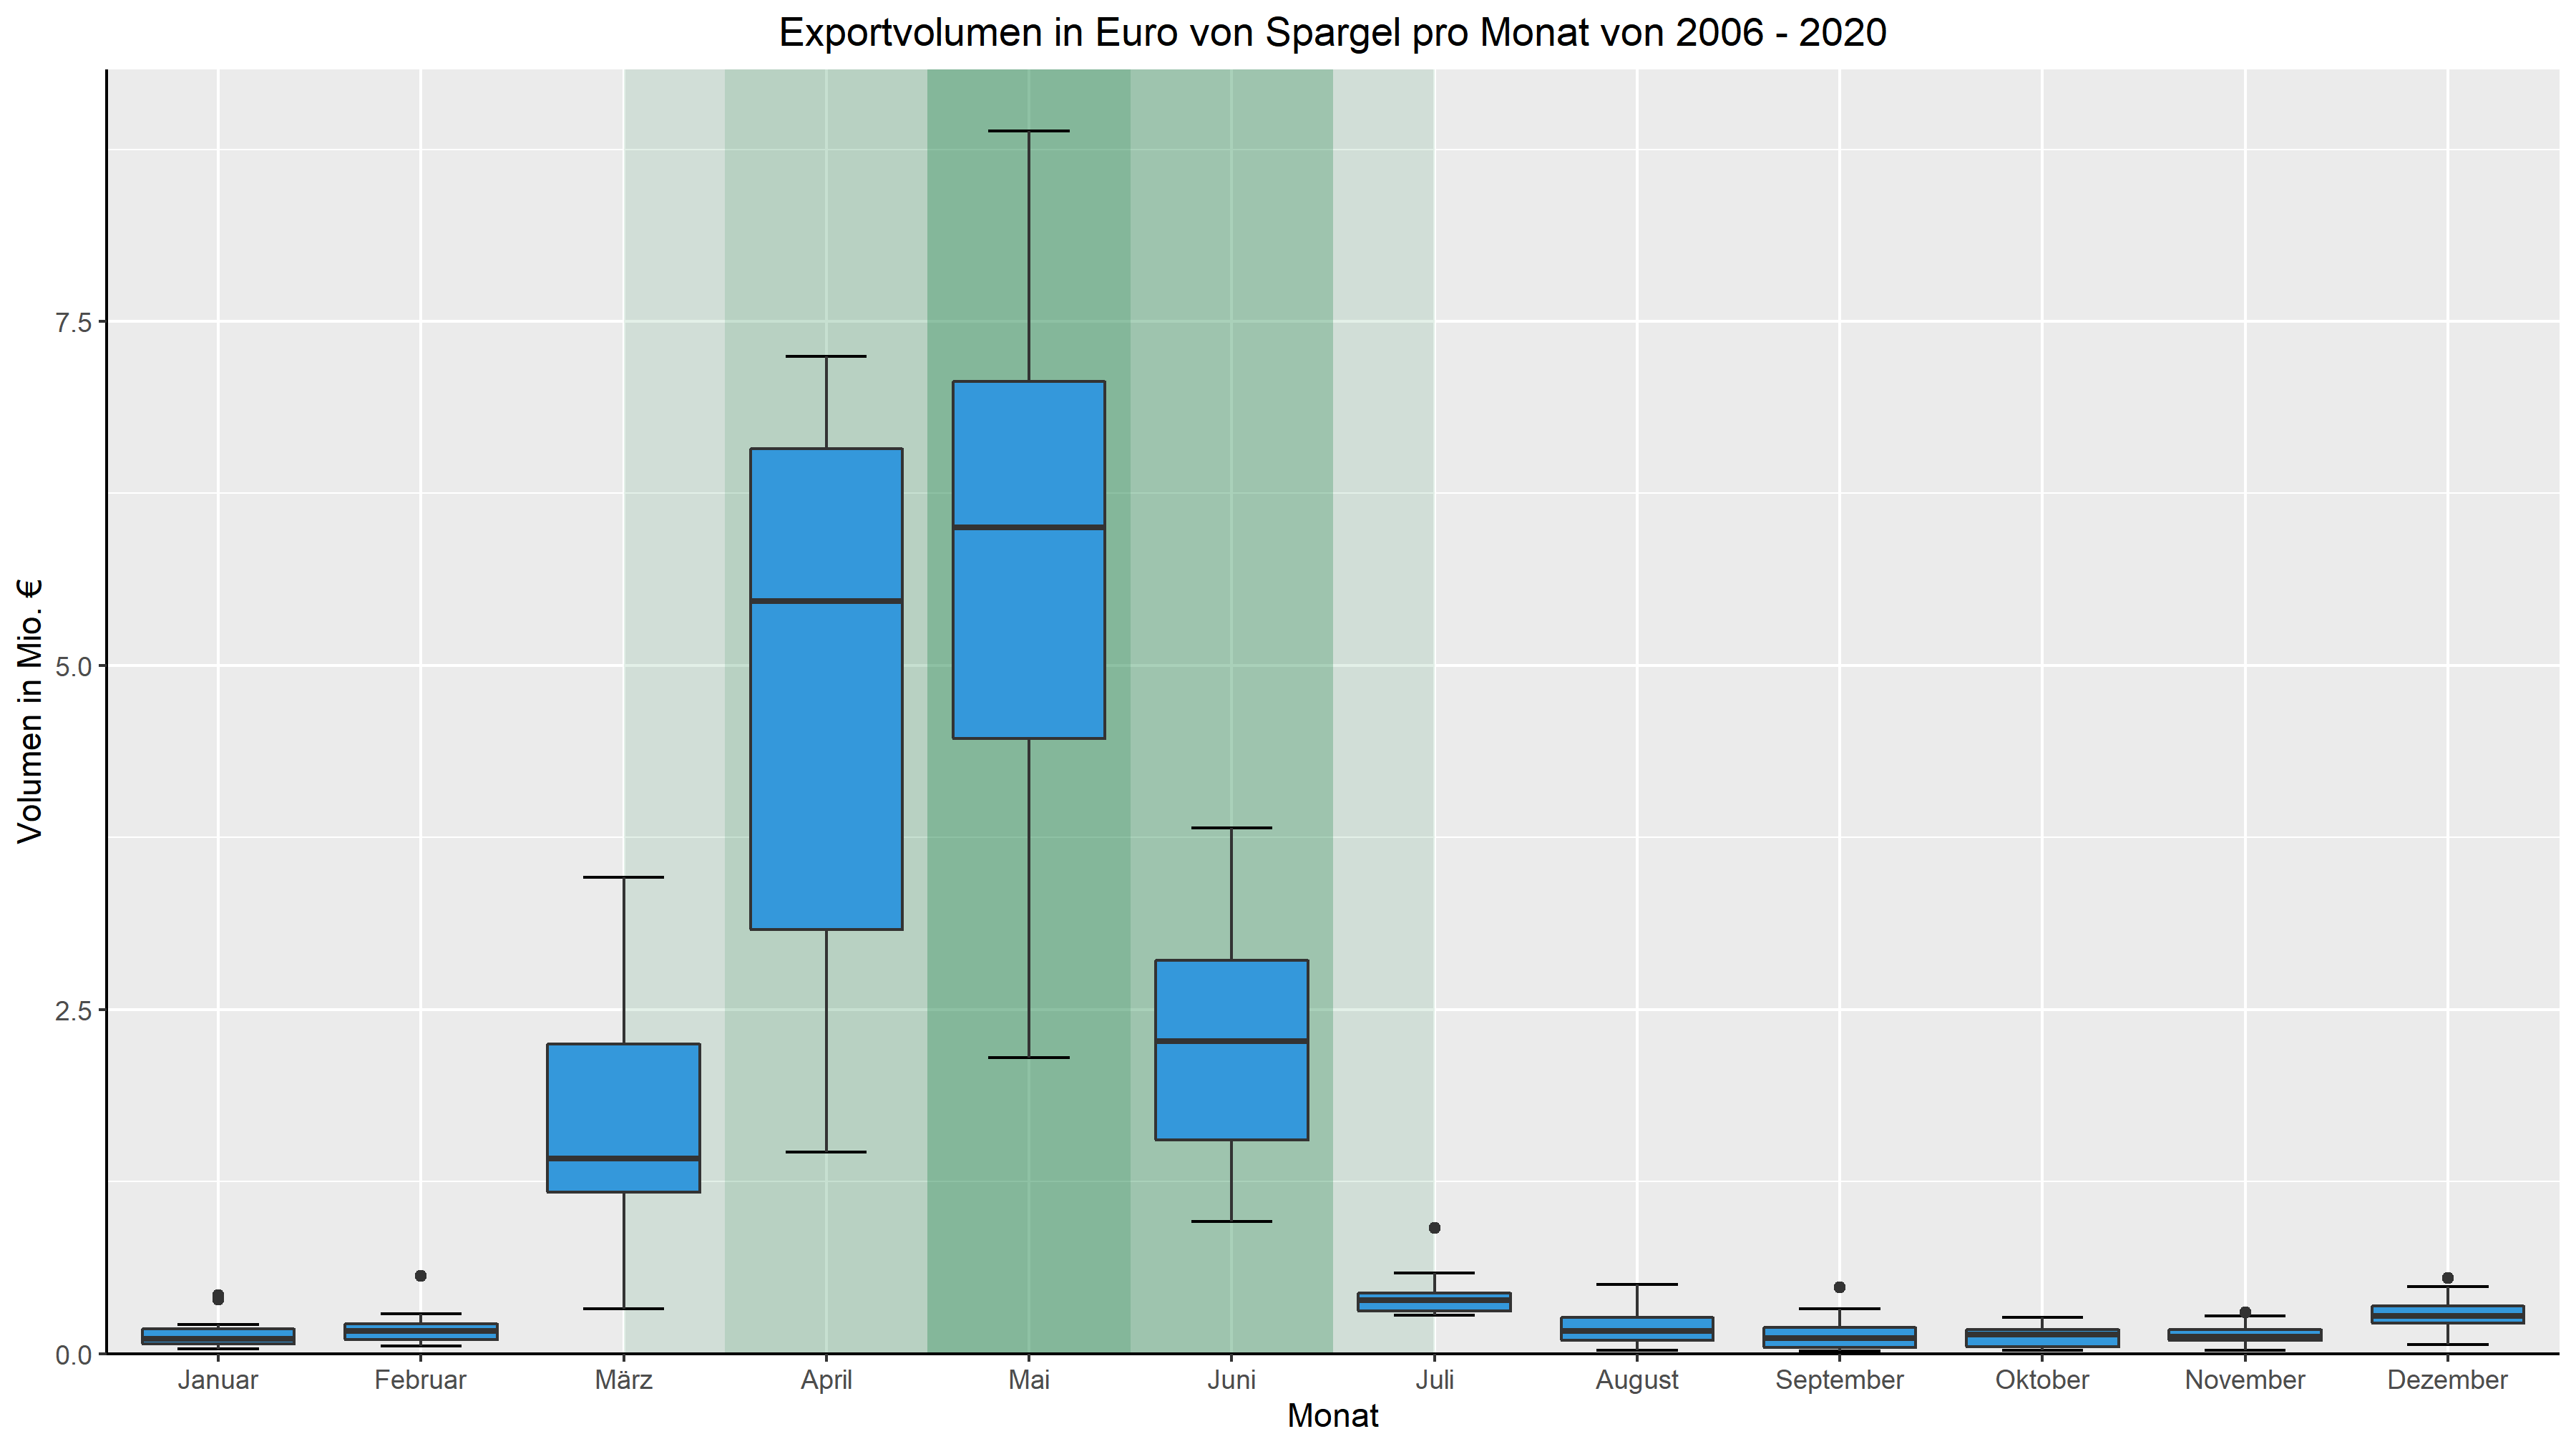 Exportvolumen in Euro von Spargel pro Monat von 2006 - 2020
Volumen in Mio. €
7.5
5.0
2.5
0.0
Januar Februar März April Mai Juni Juli August September Oktober November Dezember
Monat